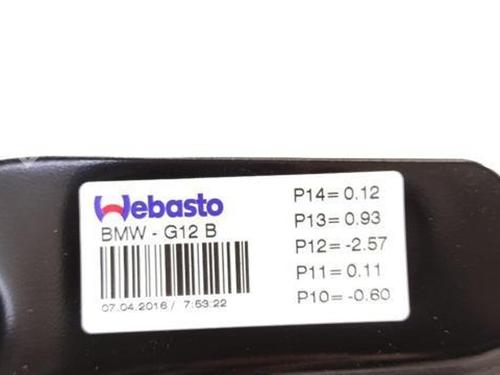 Webasto
BMW - G12 B
07.04.2016 / 7:53:22
P14= 0.12
P13= 0.93
P12= -2.57
P11= 0.11
P10= -0.60